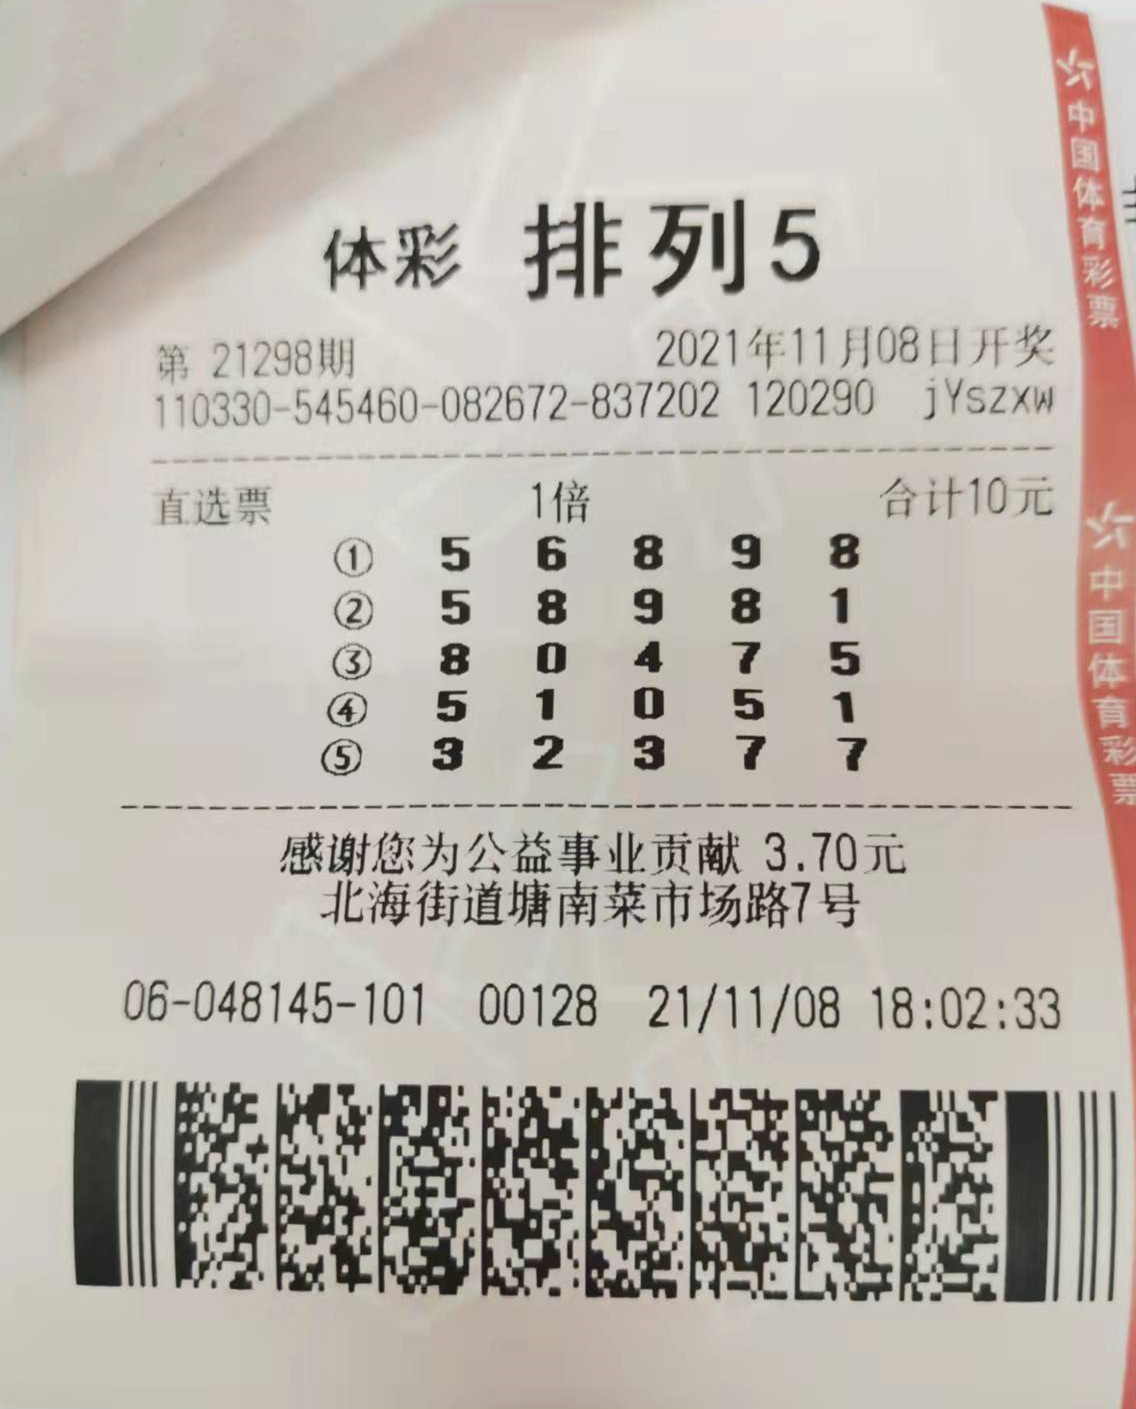 体彩 排列5
第 21298期 2021年11月08日开奖
110330-545460-082672-837202 120290 jYszxw
直选票 1倍 合计10元
① 5 6 8 9 8
② 5 8 9 8 1
③ 8 0 4 7 5
④ 5 1 0 5 1
⑤ 3 2 3 7 7
感谢您为公益事业贡献 3.70元
北海街道塘南菜市场路7号
06-048145-101 00128 21/11/08 18:02:33
中国体育彩票
中国体育彩票